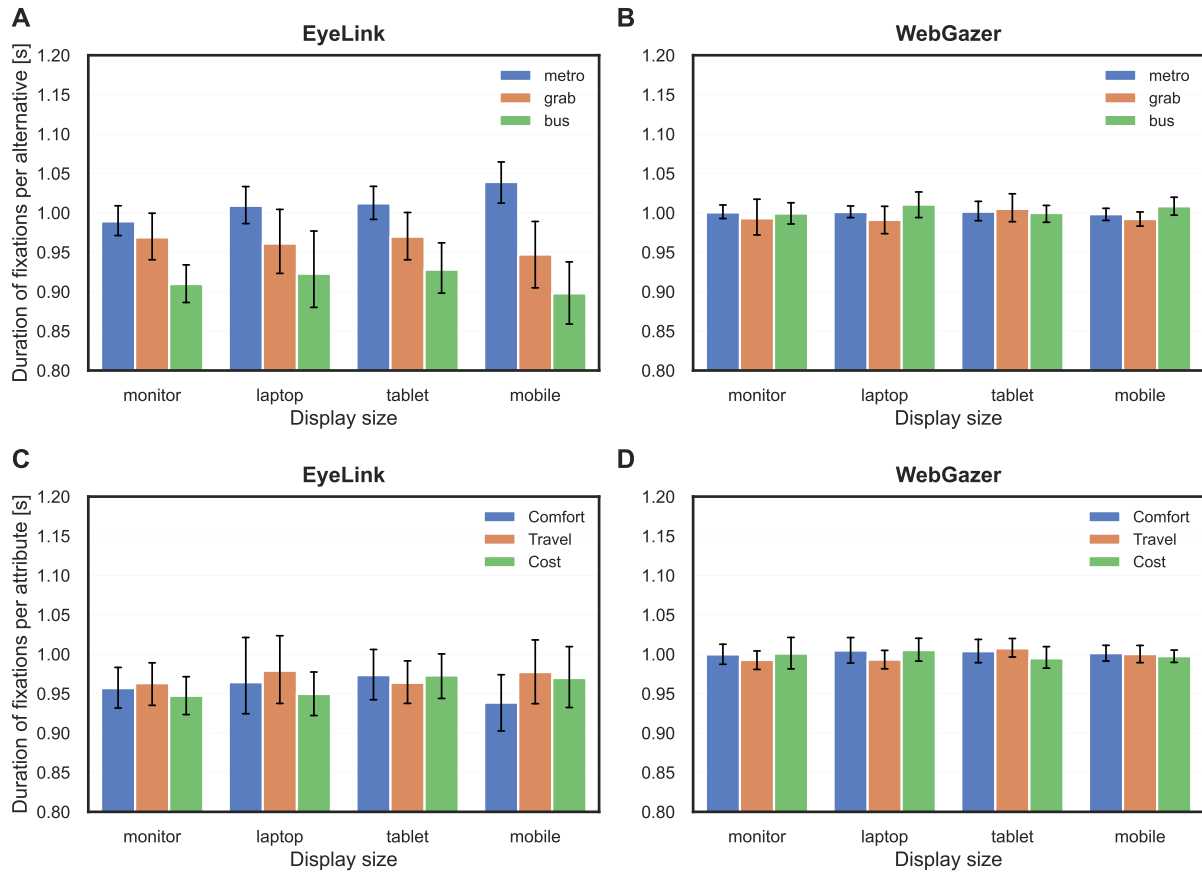 A
EyeLink
Duration of fixations per alternative [s]
1.20
1.15
1.10
1.05
1.00
0.95
0.90
0.85
0.80
metro
grab
bus
monitor laptop tablet mobile
Display size
B
WebGazer
1.20
1.15
1.10
1.05
1.00
0.95
0.90
0.85
0.80
metro
grab
bus
monitor laptop tablet mobile
Display size
C
EyeLink
Duration of fixations per attribute [s]
1.20
1.15
1.10
1.05
1.00
0.95
0.90
0.85
0.80
Comfort
Travel
Cost
monitor laptop tablet mobile
Display size
D
WebGazer
1.20
1.15
1.10
1.05
1.00
0.95
0.90
0.85
0.80
Comfort
Travel
Cost
monitor laptop tablet mobile
Display size